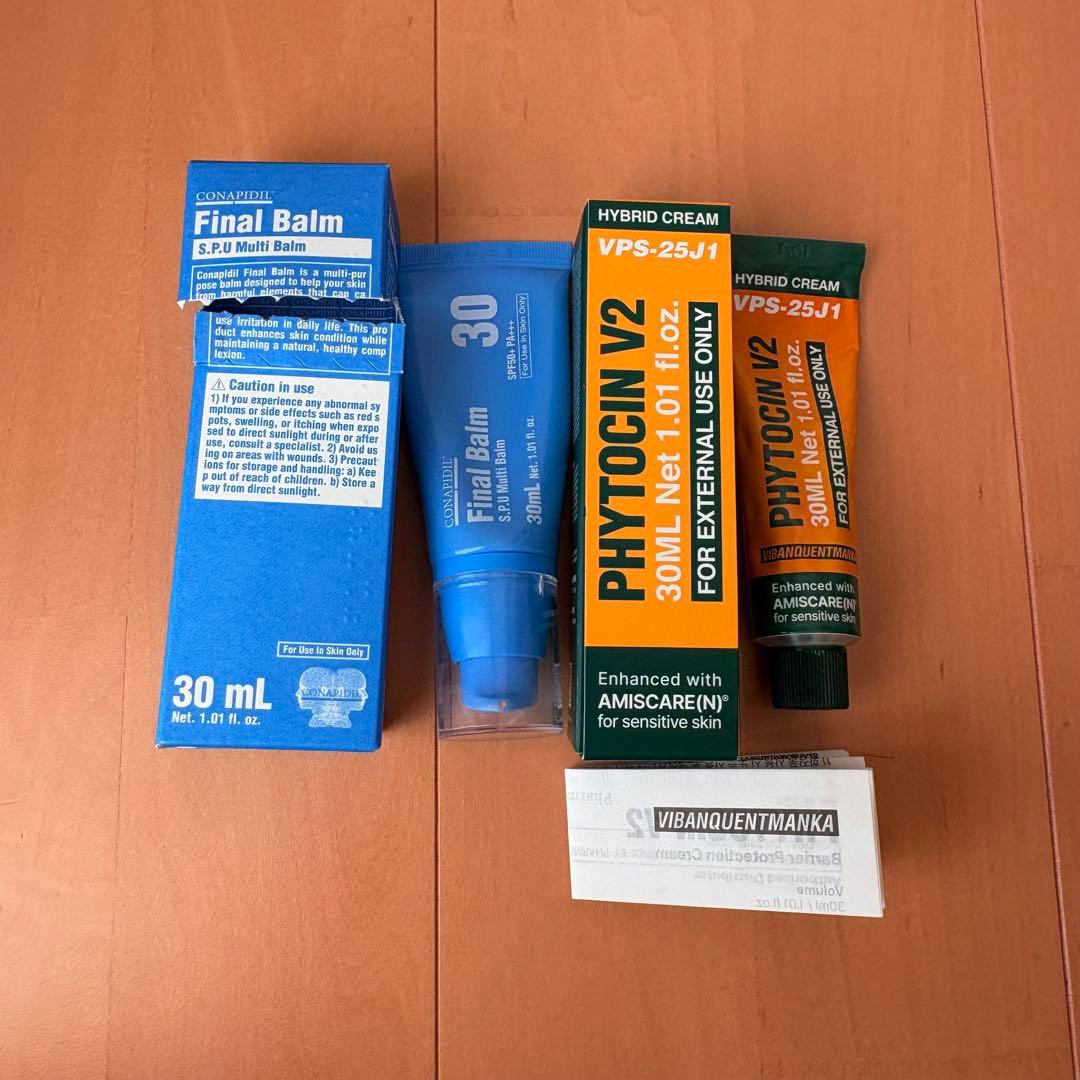 CONAPIDIL™
Final Balm
S.P.U Multi Balm
Conapidil Final Balm is a multi-pur
pose balm designed to help your skin
from harmful elements that can ca
CONAPIDIL CONAPIDIL CONAPIDIL
use irritation in daily life. This pro
duct enhances skin condition while
maintaining a natural, healthy comp
lexion.
⚠ Caution in use
1) If you experience any abnormal sy
mptoms or side effects such as red s
pots, swelling, or itching when expo
sed to direct sunlight during or after
use, consult a specialist. 2) Avoid us
ing on areas with wounds. 3) Precaut
ions for storage and handling: a) Kee
p out of reach of children. b) Store a
way from direct sunlight.
For Use In Skin Only
30 mL
Net. 1.01 fl. oz.
CONAPIDIL
CONAPIDIL™
Final Balm
30
S.P.U Multi Balm
SPF50+ PA+++
30mL Net. 1.01 fl. oz.
For Use In Skin Only
HYBRID CREAM
VPS-25J1
PHYTOCIN V2
30ML Net 1.01 fl.oz.
FOR EXTERNAL USE ONLY
Enhanced with
AMISCARE(N)®
for sensitive skin
HYBRID CREAM
VPS-25J1
PHYTOCIN V2
30ML Net 1.01 fl.oz.
FOR EXTERNAL USE ONLY
VIBANQUENTMANKA
Enhanced with
AMISCARE(N)®
for sensitive skin
VIBANQUENTMANKA
Barrier Protection Cream
Authorised Distributor
Volume
30ml / 1.01 fl.oz